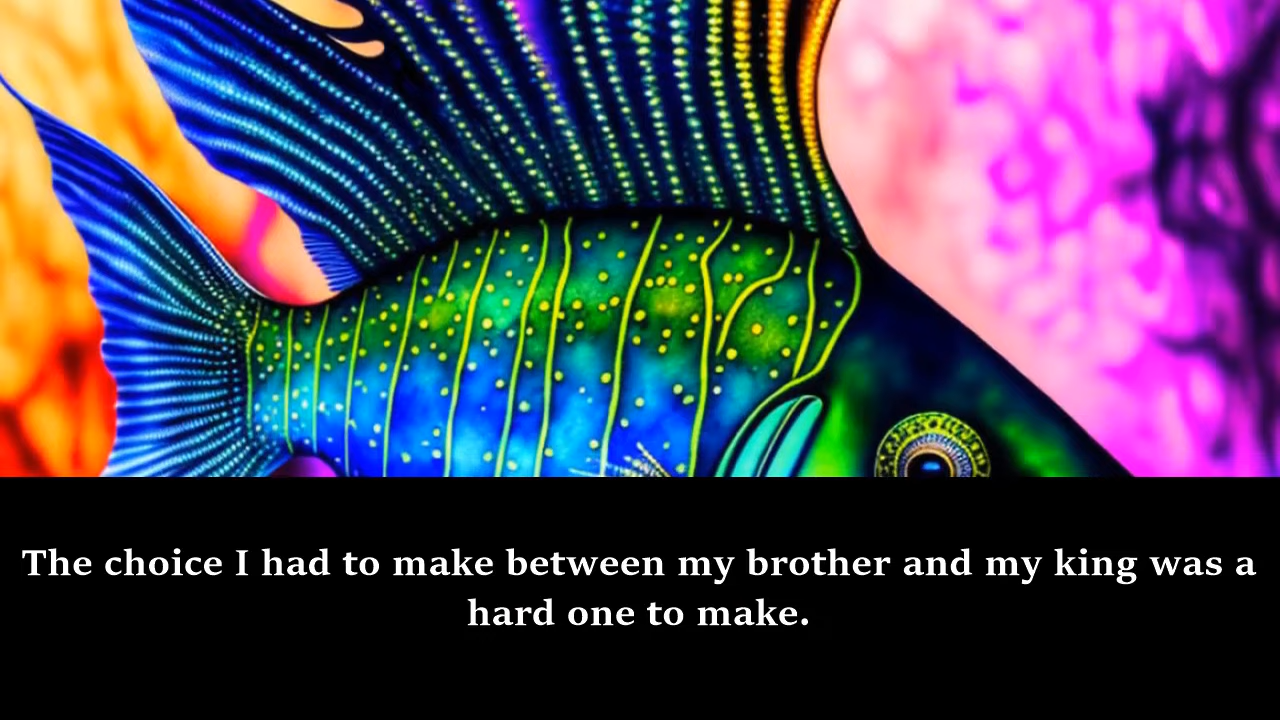 The choice I had to make between my brother and my king was a
hard one to make.